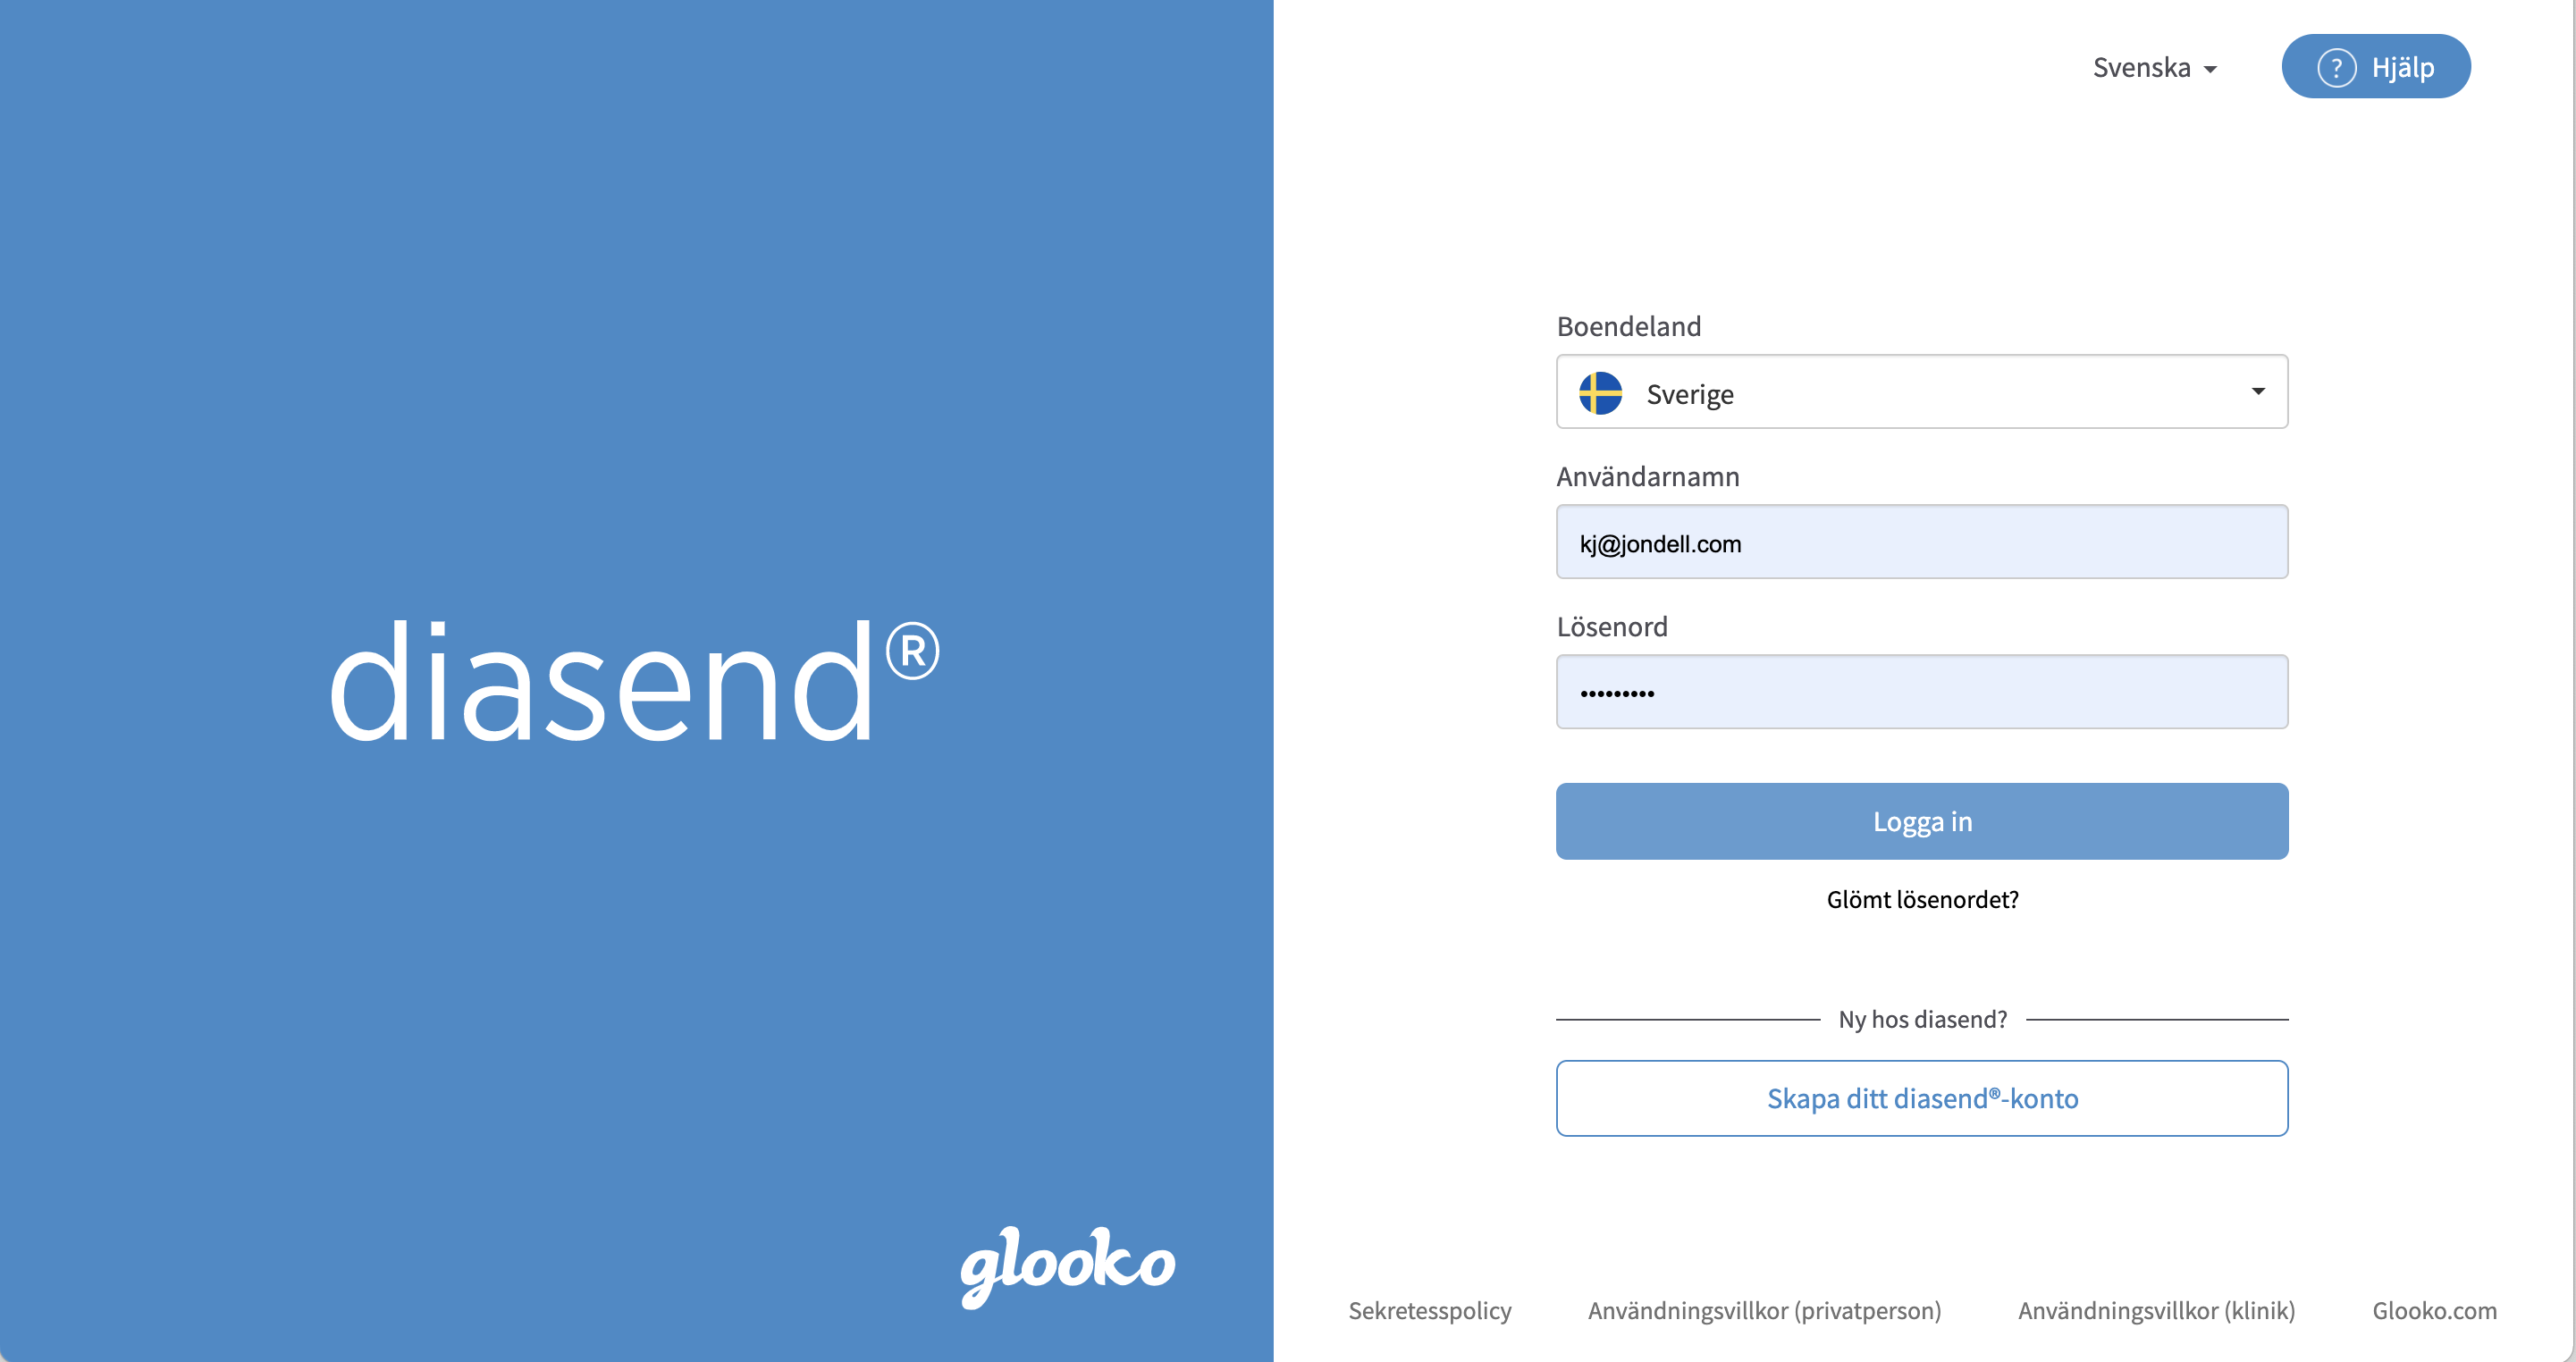 Svenska
? Hjälp
Boendeland
Sverige
Användarnamn
kj@jondell.com
Lösenord
•••••••••
diasend®
Logga in
Glömt lösenordet?
Ny hos diasend?
Skapa ditt diasend®-konto
glooko
Sekretesspolicy Användningsvillkor (privatperson) Användningsvillkor (klinik) Glooko.com